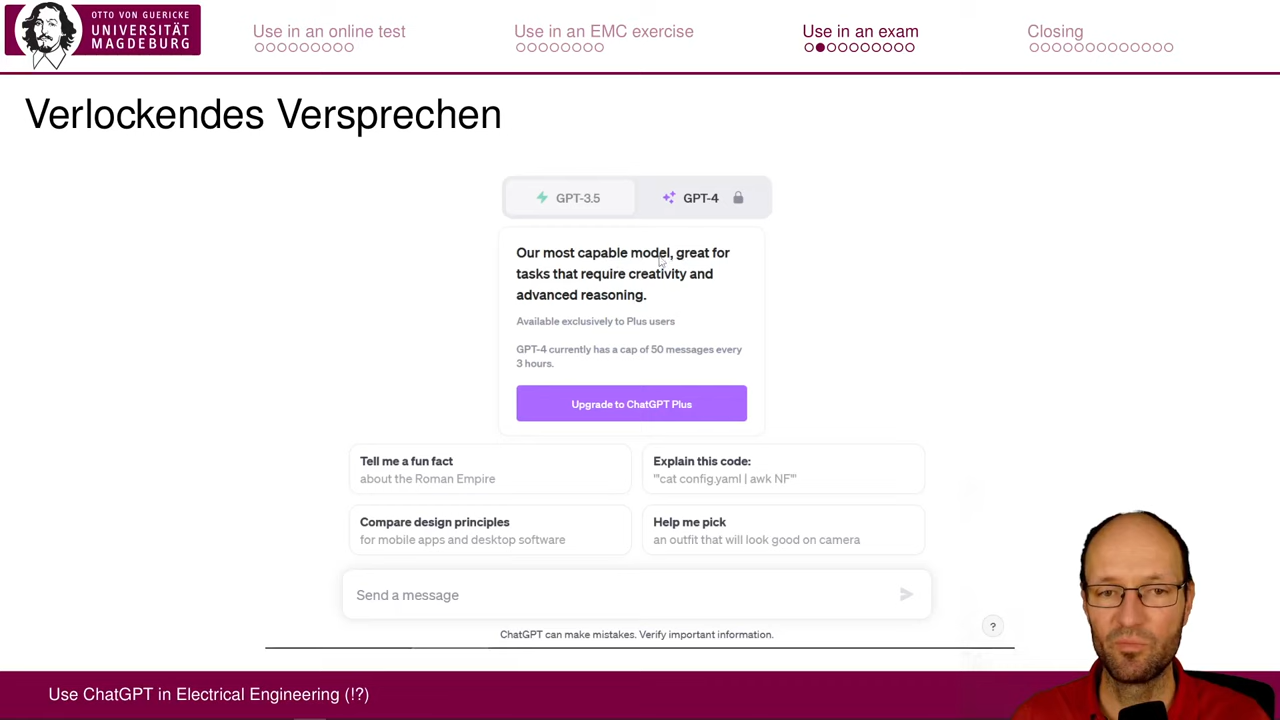 OTTO VON GUERICKE
UNIVERSITÄT
MAGDEBURG
Use in an online test
Use in an EMC exercise
Use in an exam
Closing
Verlockendes Versprechen
GPT-3.5
GPT-4
Our most capable model, great for
tasks that require creativity and
advanced reasoning.
Available exclusively to Plus users
GPT-4 currently has a cap of 50 messages every
3 hours.
Upgrade to ChatGPT Plus
Tell me a fun fact
about the Roman Empire
Explain this code:
"'cat config.yaml | awk NF'"
Compare design principles
for mobile apps and desktop software
Help me pick
an outfit that will look good on camera
Send a message
ChatGPT can make mistakes. Verify important information.
?
Use ChatGPT in Electrical Engineering (!?)